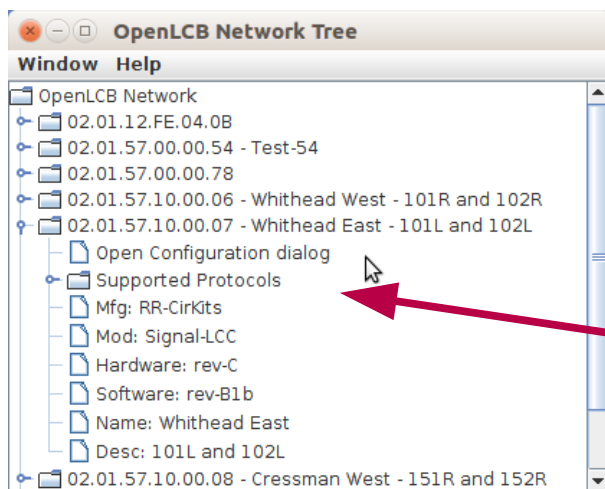 OpenLCB Network Tree
Window Help
OpenLCB Network
02.01.12.FE.04.0B
02.01.57.00.00.54 - Test-54
02.01.57.00.00.78
02.01.57.10.00.06 - Whithead West - 101R and 102R
02.01.57.10.00.07 - Whithead East - 101L and 102L
Open Configuration dialog
Supported Protocols
Mfg: RR-CirKits
Mod: Signal-LCC
Hardware: rev-C
Software: rev-B1b
Name: Whithead East
Desc: 101L and 102L
02.01.57.10.00.08 - Cressman West - 151R and 152R